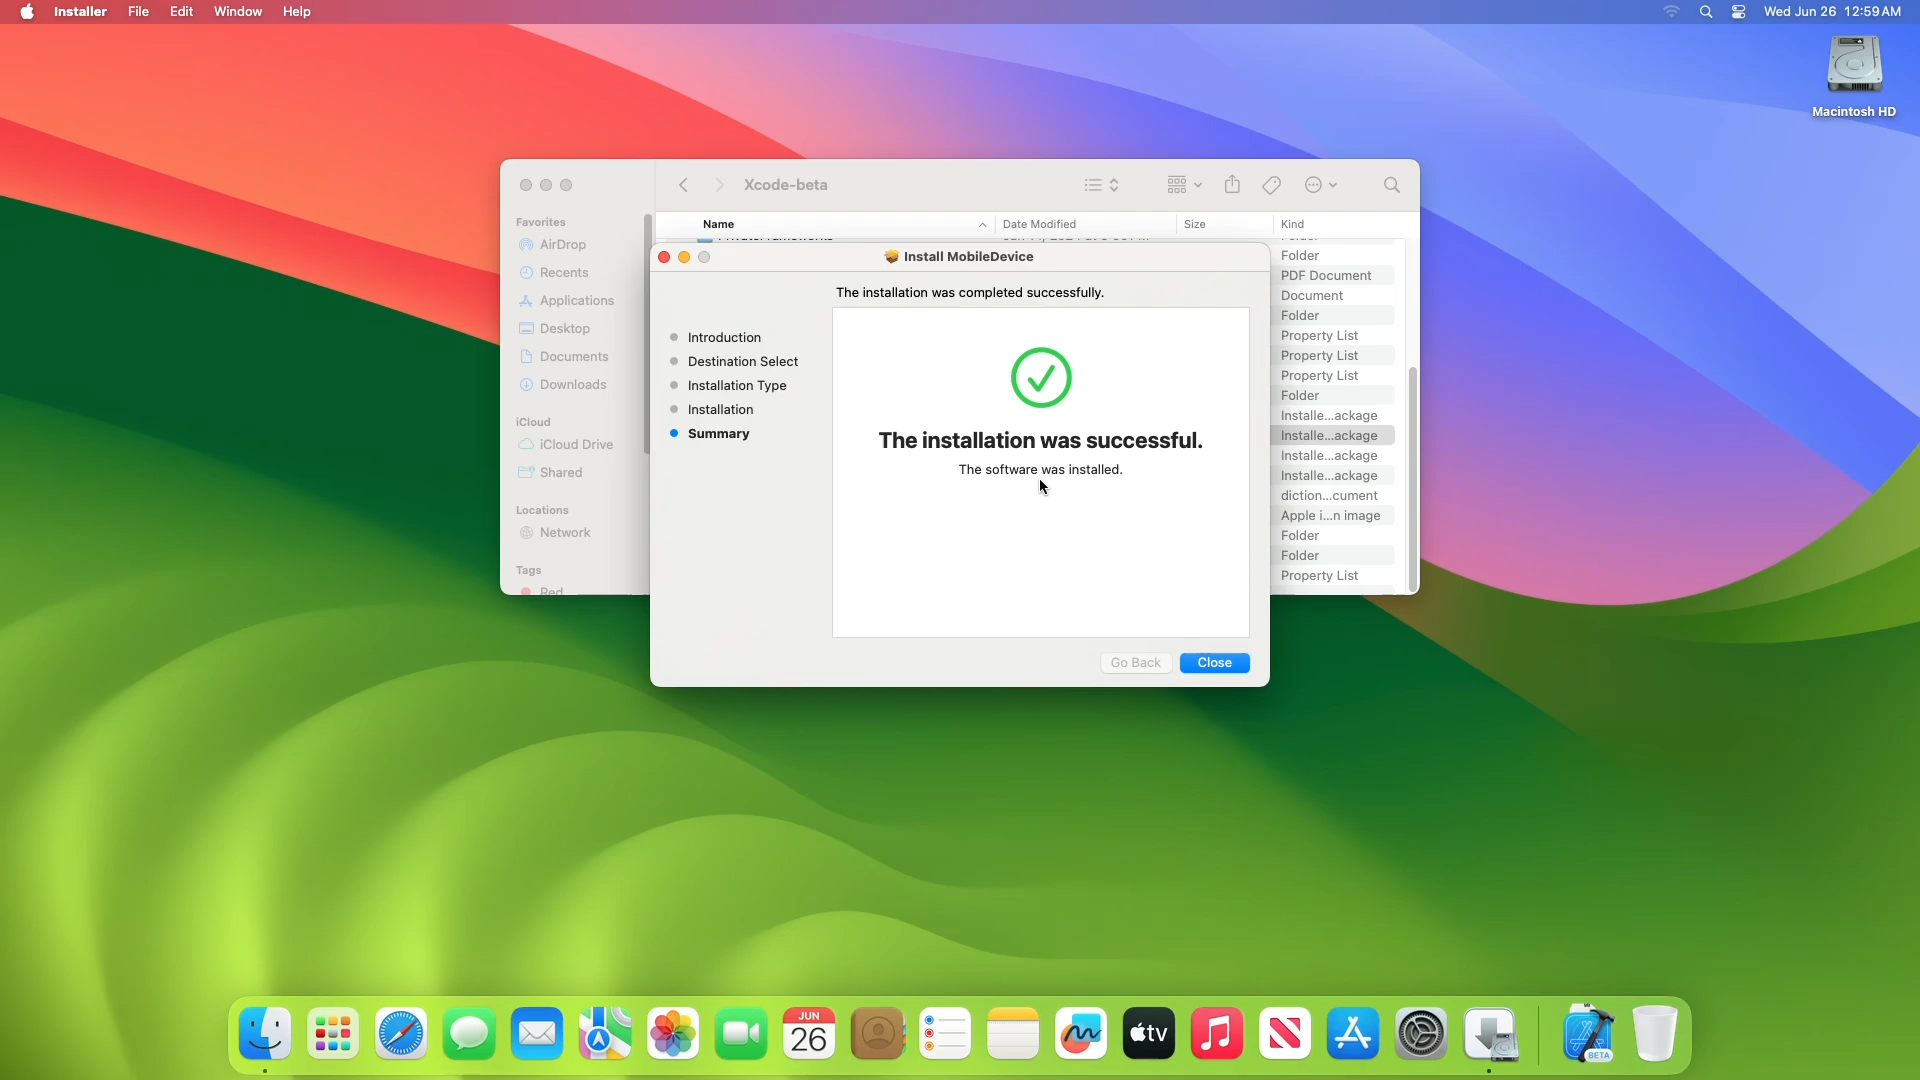 Installer File Edit Window Help
Wed Jun 26 12:59 AM
Macintosh HD
Xcode-beta
Favorites
AirDrop
Recents
Applications
Desktop
Documents
Downloads
iCloud
iCloud Drive
Shared
Locations
Network
Tags
Red
Name Date Modified Size Kind
Folder
PDF Document
Document
Folder
Property List
Property List
Property List
Folder
Installe...ackage
Installe...ackage
Installe...ackage
Installe...ackage
diction...cument
Apple i...n image
Folder
Folder
Property List
Install MobileDevice
The installation was completed successfully.
Introduction
Destination Select
Installation Type
Installation
Summary
The installation was successful.
The software was installed.
Go Back Close
JUN
26
tv
BETA